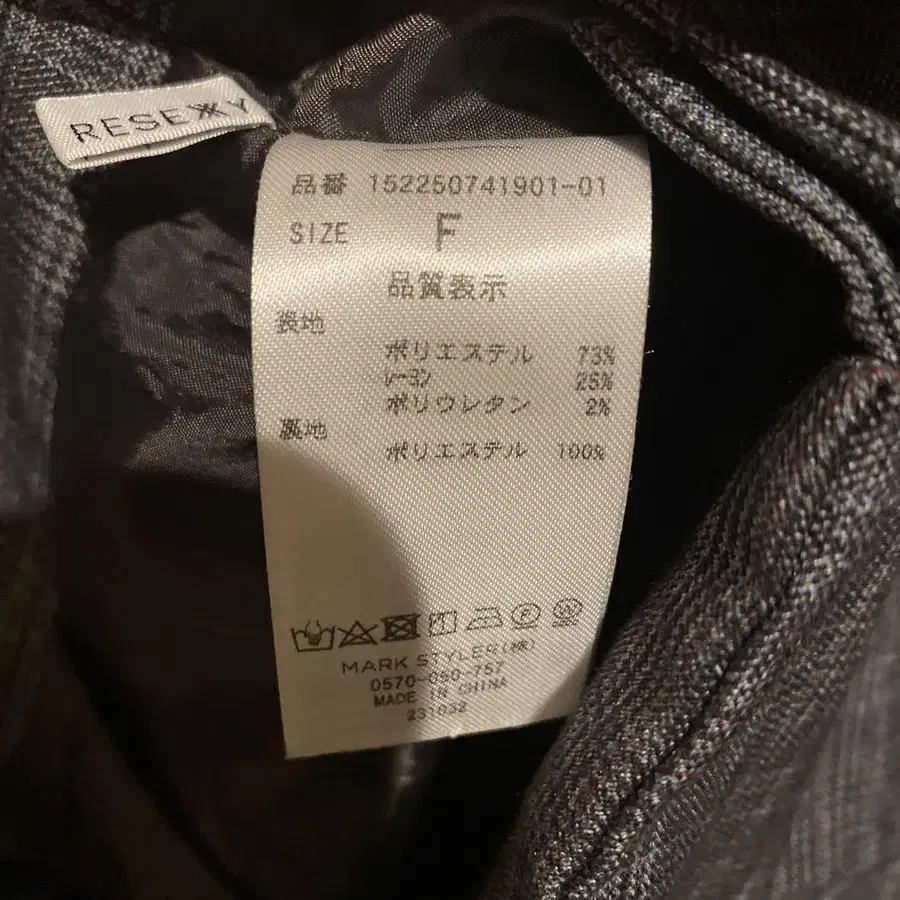 RESEXXY
品番 152250741901-01
SIZE F
品質表示
表地
ポリエステル 73%
レーヨン 25%
ポリウレタン 2%
裏地
ポリエステル 100%
MARK STYLER(株)
0570-050-757
MADE IN CHINA
231032